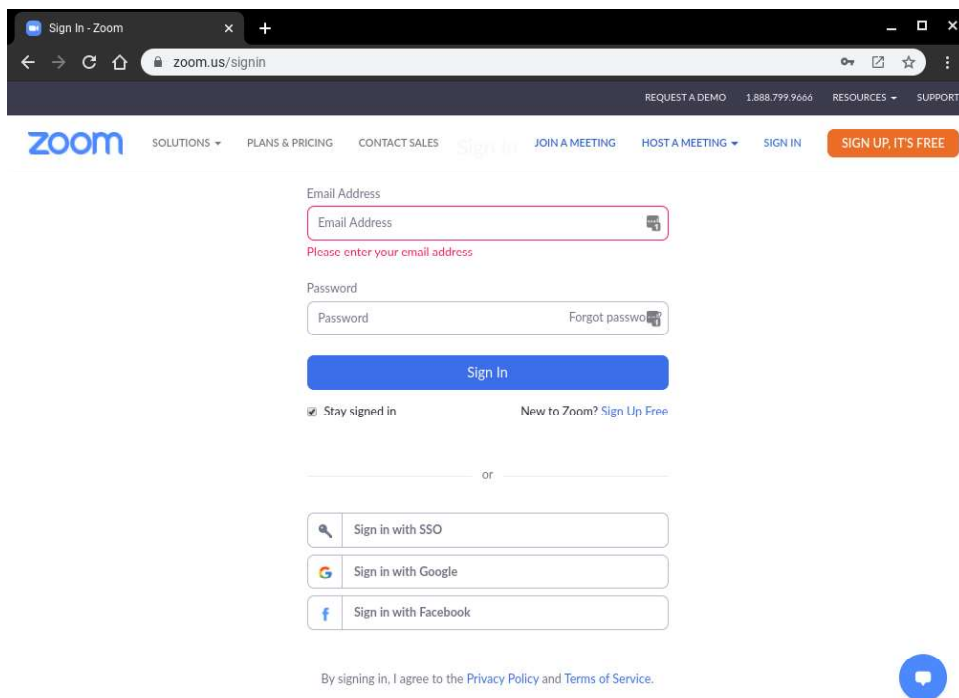 Sign In - Zoom
zoom.us/signin
REQUEST A DEMO 1.888.799.9666 RESOURCES SUPPORT
zoom SOLUTIONS PLANS & PRICING CONTACT SALES Sign In JOIN A MEETING HOST A MEETING SIGN IN SIGN UP, IT'S FREE
Email Address
Email Address
Please enter your email address
Password
Password Forgot passwo
Sign In
Stay signed in New to Zoom? Sign Up Free
or
Sign in with SSO
Sign in with Google
Sign in with Facebook
By signing in, I agree to the Privacy Policy and Terms of Service.